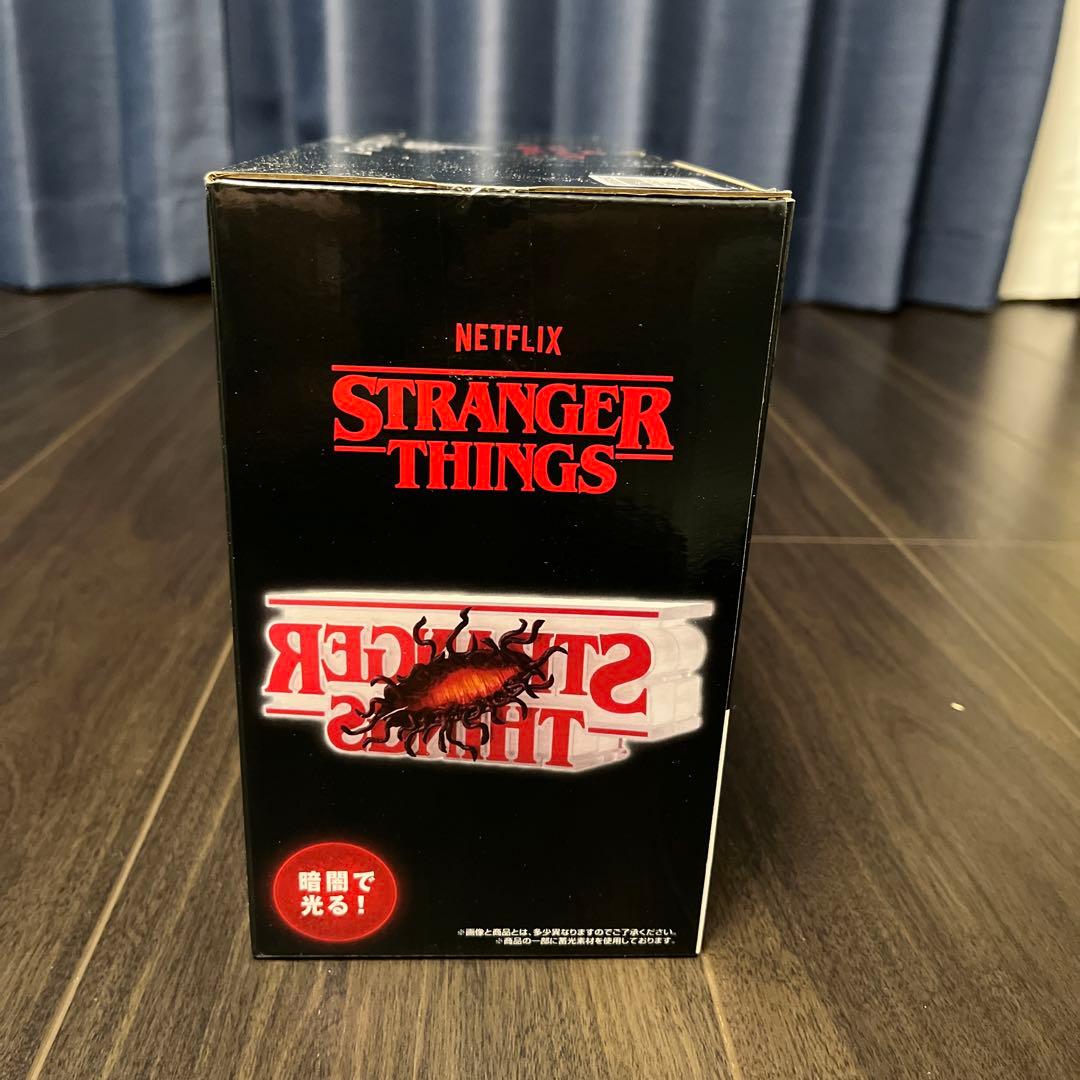 NETFLIX
STRANGER
THINGS
STRANGER
THINGS
暗闇で
光る!
※画像と商品とは、多少異なりますのでご了承ください。
※商品の一部に蓄光素材を使用しております。